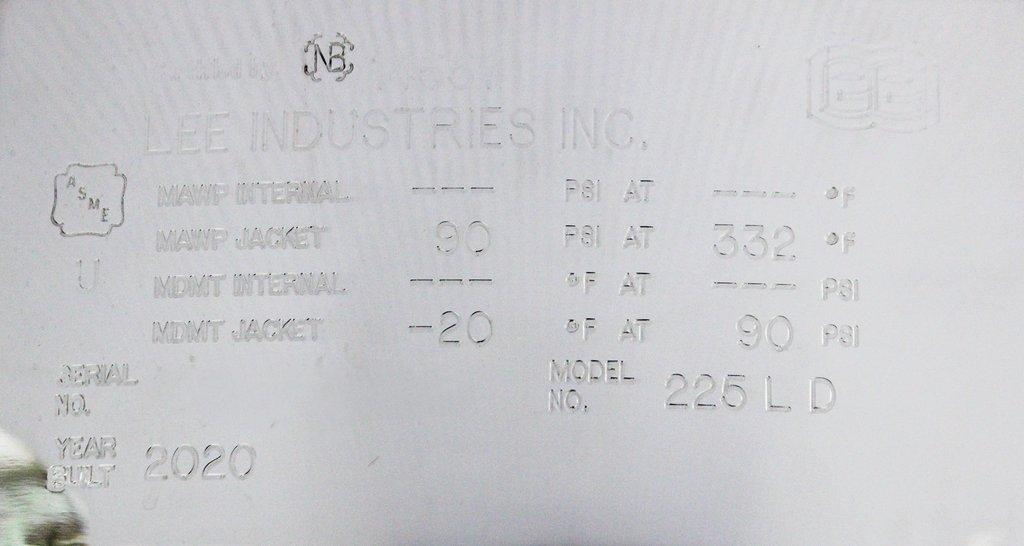 NB
LEE
LEE INDUSTRIES INC.
ASME
MAWP INTERNAL --- PSI AT --- °F
MAWP JACKET 90 PSI AT 332 °F
U
MDMT INTERNAL --- °F AT --- PSI
MDMT JACKET -20 °F AT 90 PSI
SERIAL NO.
MODEL NO. 225 L D
YEAR BUILT 2020